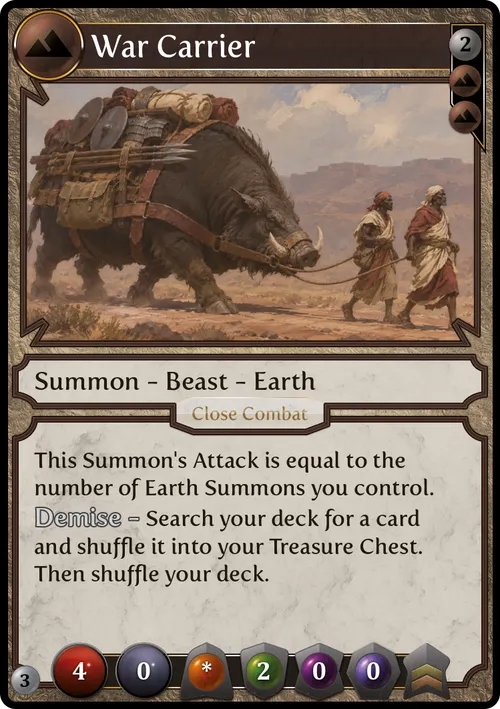 War Carrier
2
Summon – Beast – Earth
Close Combat
This Summon's Attack is equal to the
number of Earth Summons you control.
Demise – Search your deck for a card
and shuffle it into your Treasure Chest.
Then shuffle your deck.
3 4* 0* * 2 0 0